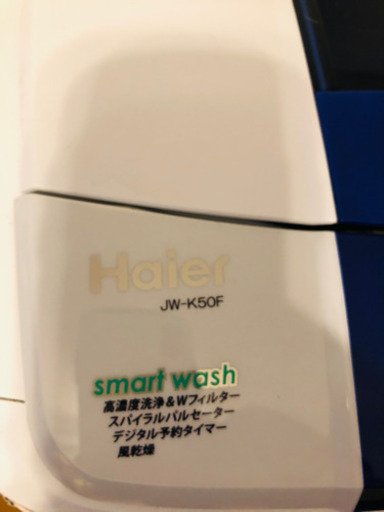 Haier
JW-K50F
smart wash
高濃度洗浄&Wフィルター
スパイラルパルセーター
デジタル予約タイマー
風乾燥